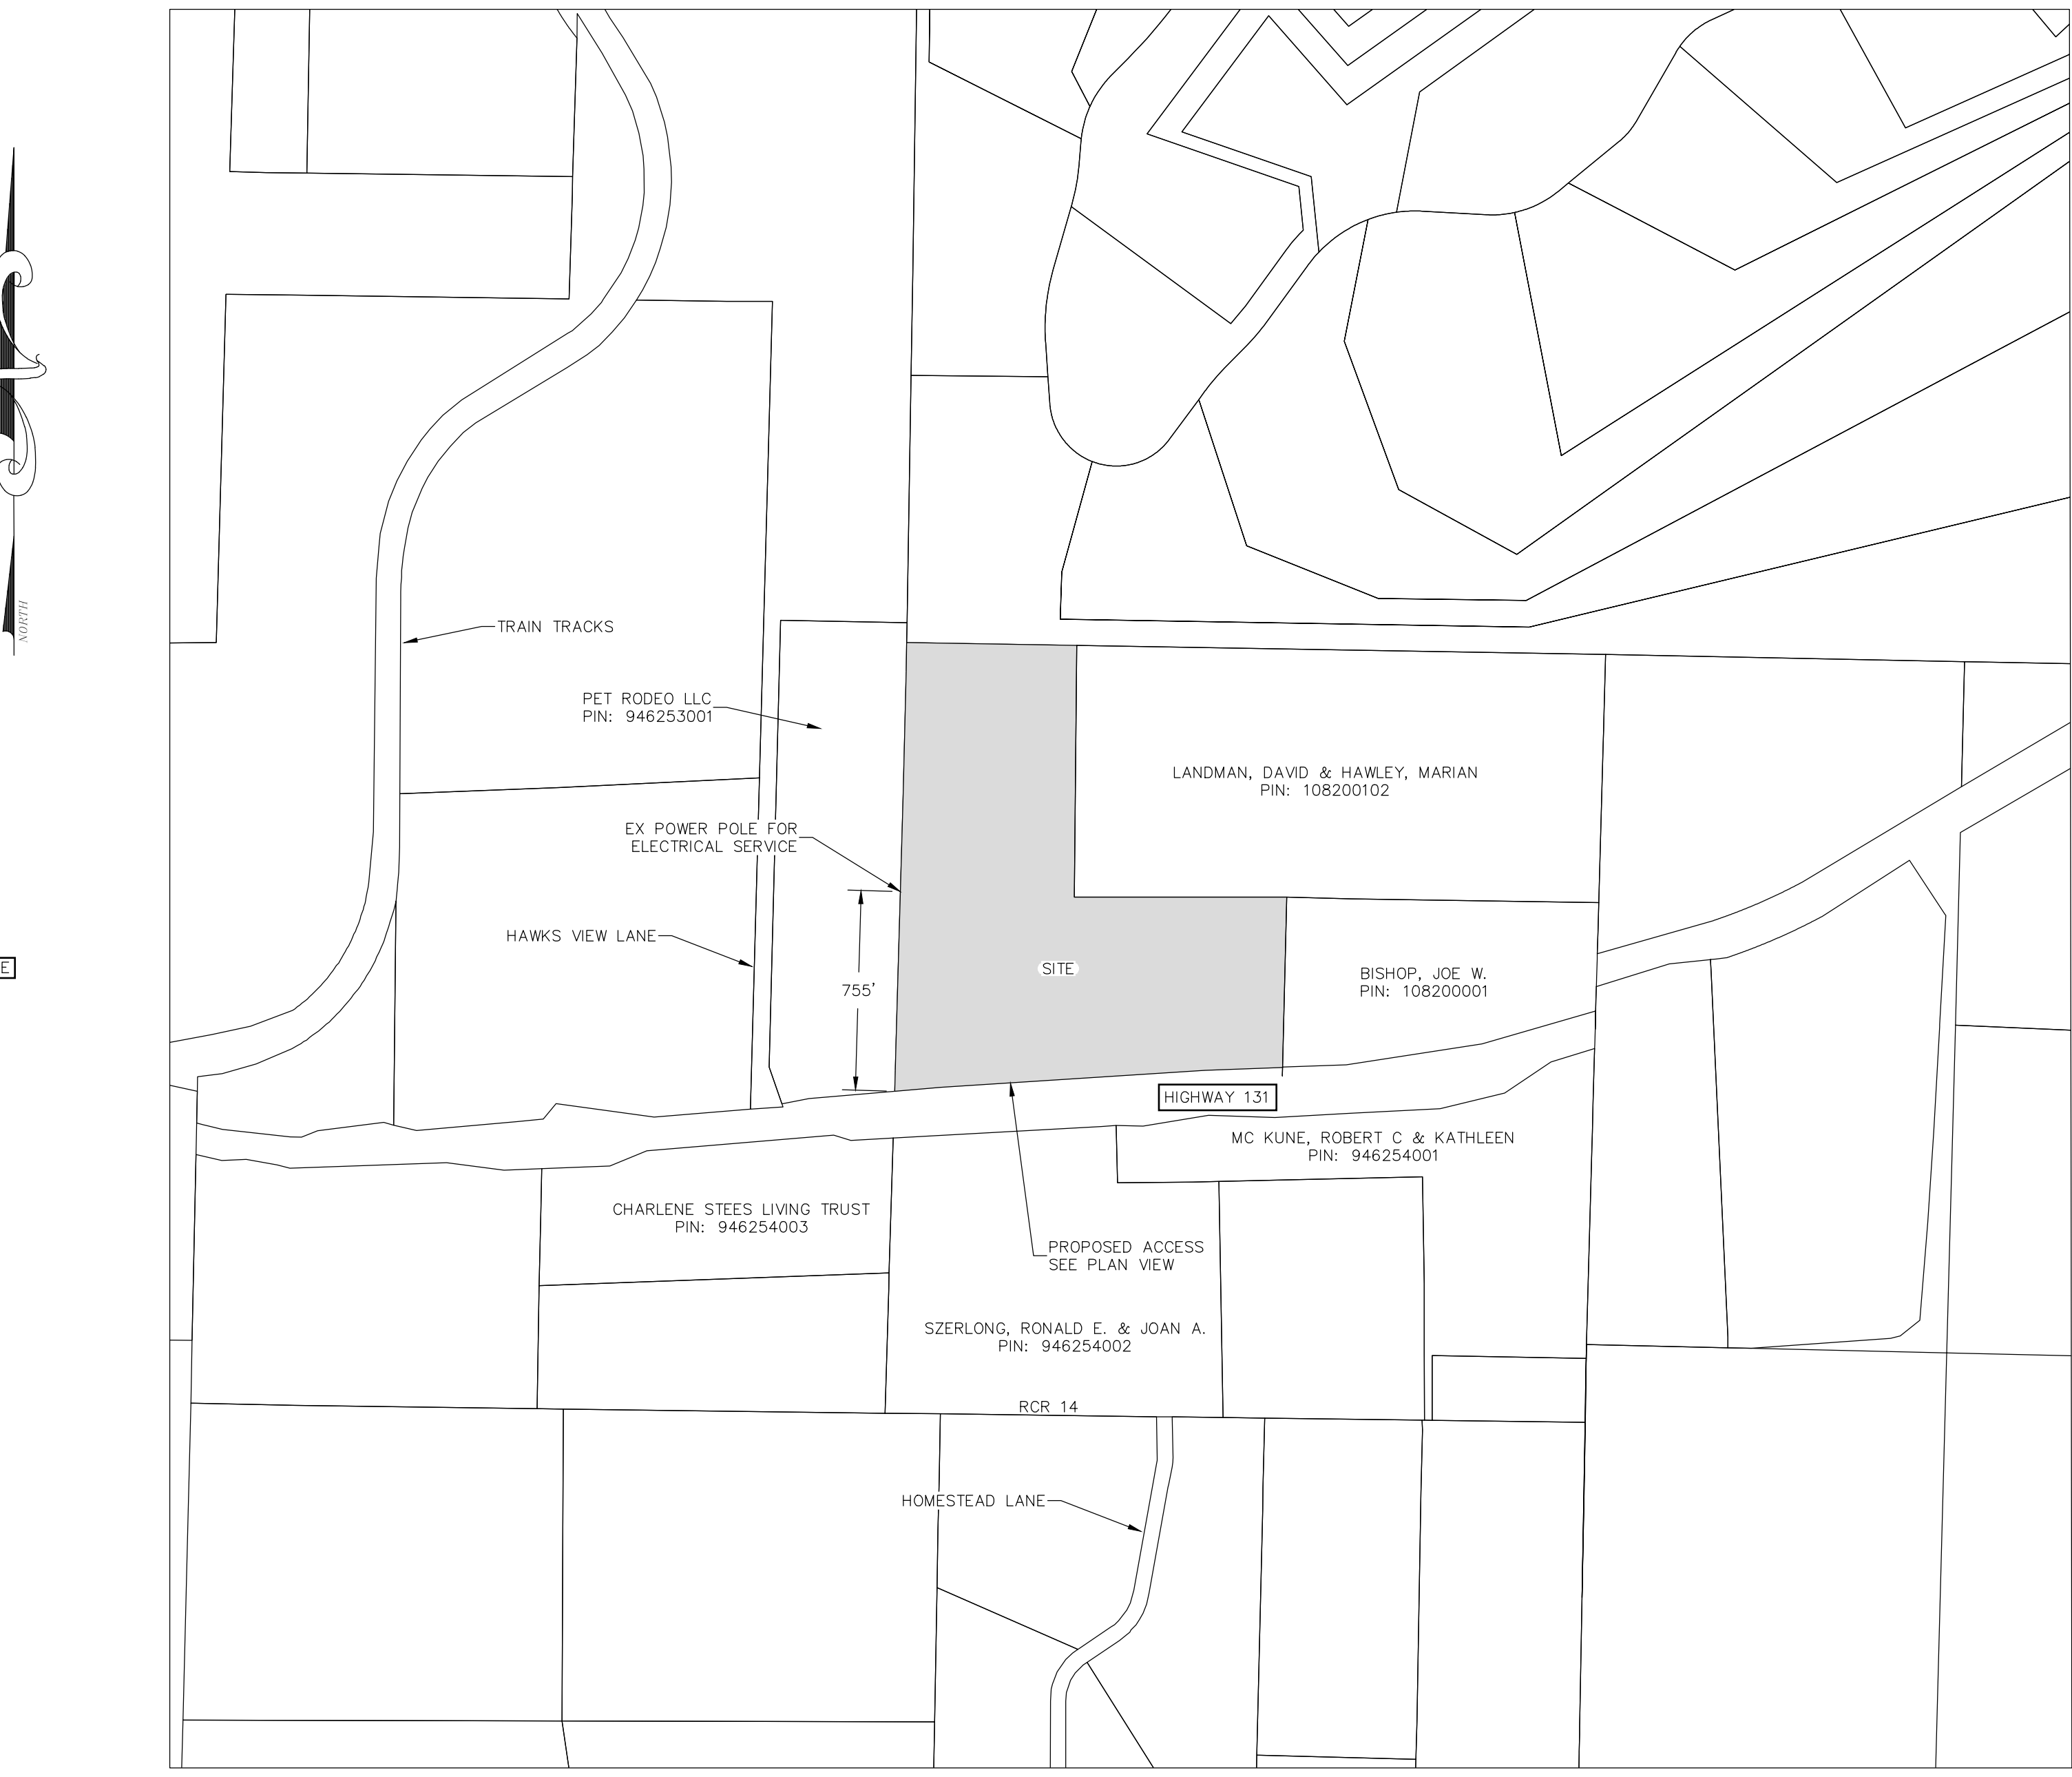 NORTH
TRAIN TRACKS
PET RODEO LLC
PIN: 946253001
LANDMAN, DAVID & HAWLEY, MARIAN
PIN: 108200102
EX POWER POLE FOR
ELECTRICAL SERVICE
HAWKS VIEW LANE
755'
SITE
BISHOP, JOE W.
PIN: 108200001
E
HIGHWAY 131
MC KUNE, ROBERT C & KATHLEEN
PIN: 946254001
CHARLENE STEES LIVING TRUST
PIN: 946254003
PROPOSED ACCESS
SEE PLAN VIEW
SZERLONG, RONALD E. & JOAN A.
PIN: 946254002
RCR 14
HOMESTEAD LANE